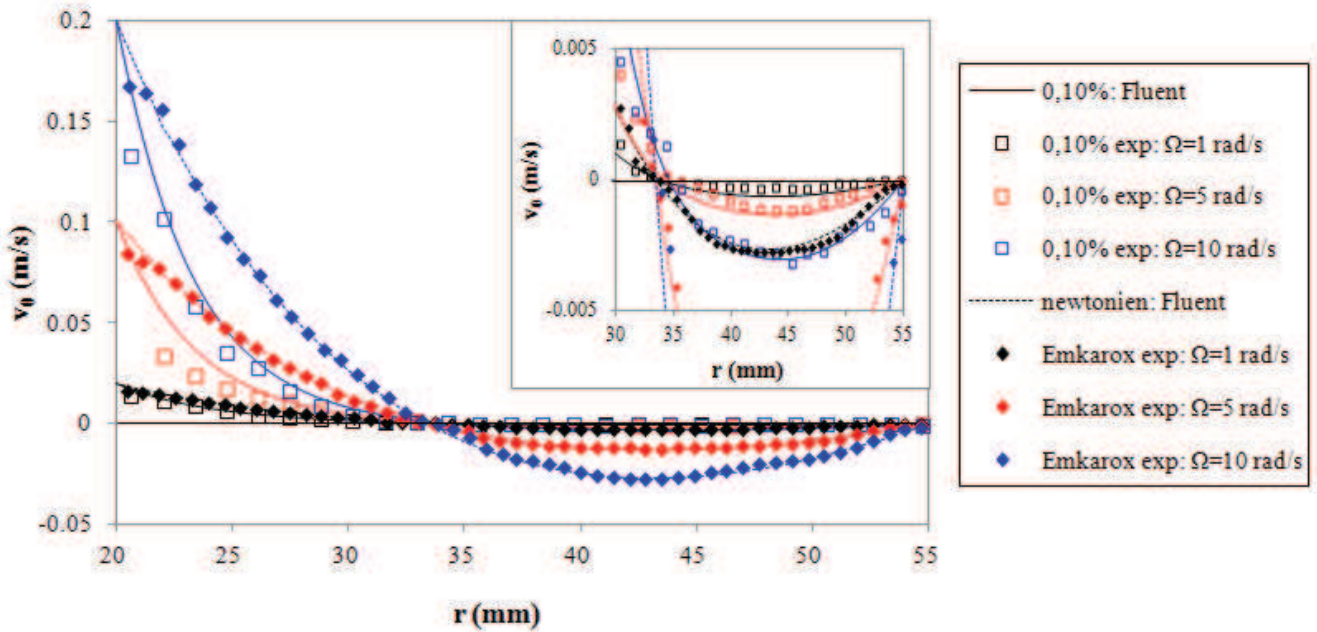 0.2
0.15
0.1
0.05
0
-0.05
vθ (m/s)
20
25
30
35
40
45
50
55
r (mm)
0.005
0
-0.005
vθ (m/s)
30
35
40
45
50
55
r (mm)
0,10%: Fluent
0,10% exp: Ω=1 rad/s
0,10% exp: Ω=5 rad/s
0,10% exp: Ω=10 rad/s
newtonien: Fluent
Emkarox exp: Ω=1 rad/s
Emkarox exp: Ω=5 rad/s
Emkarox exp: Ω=10 rad/s